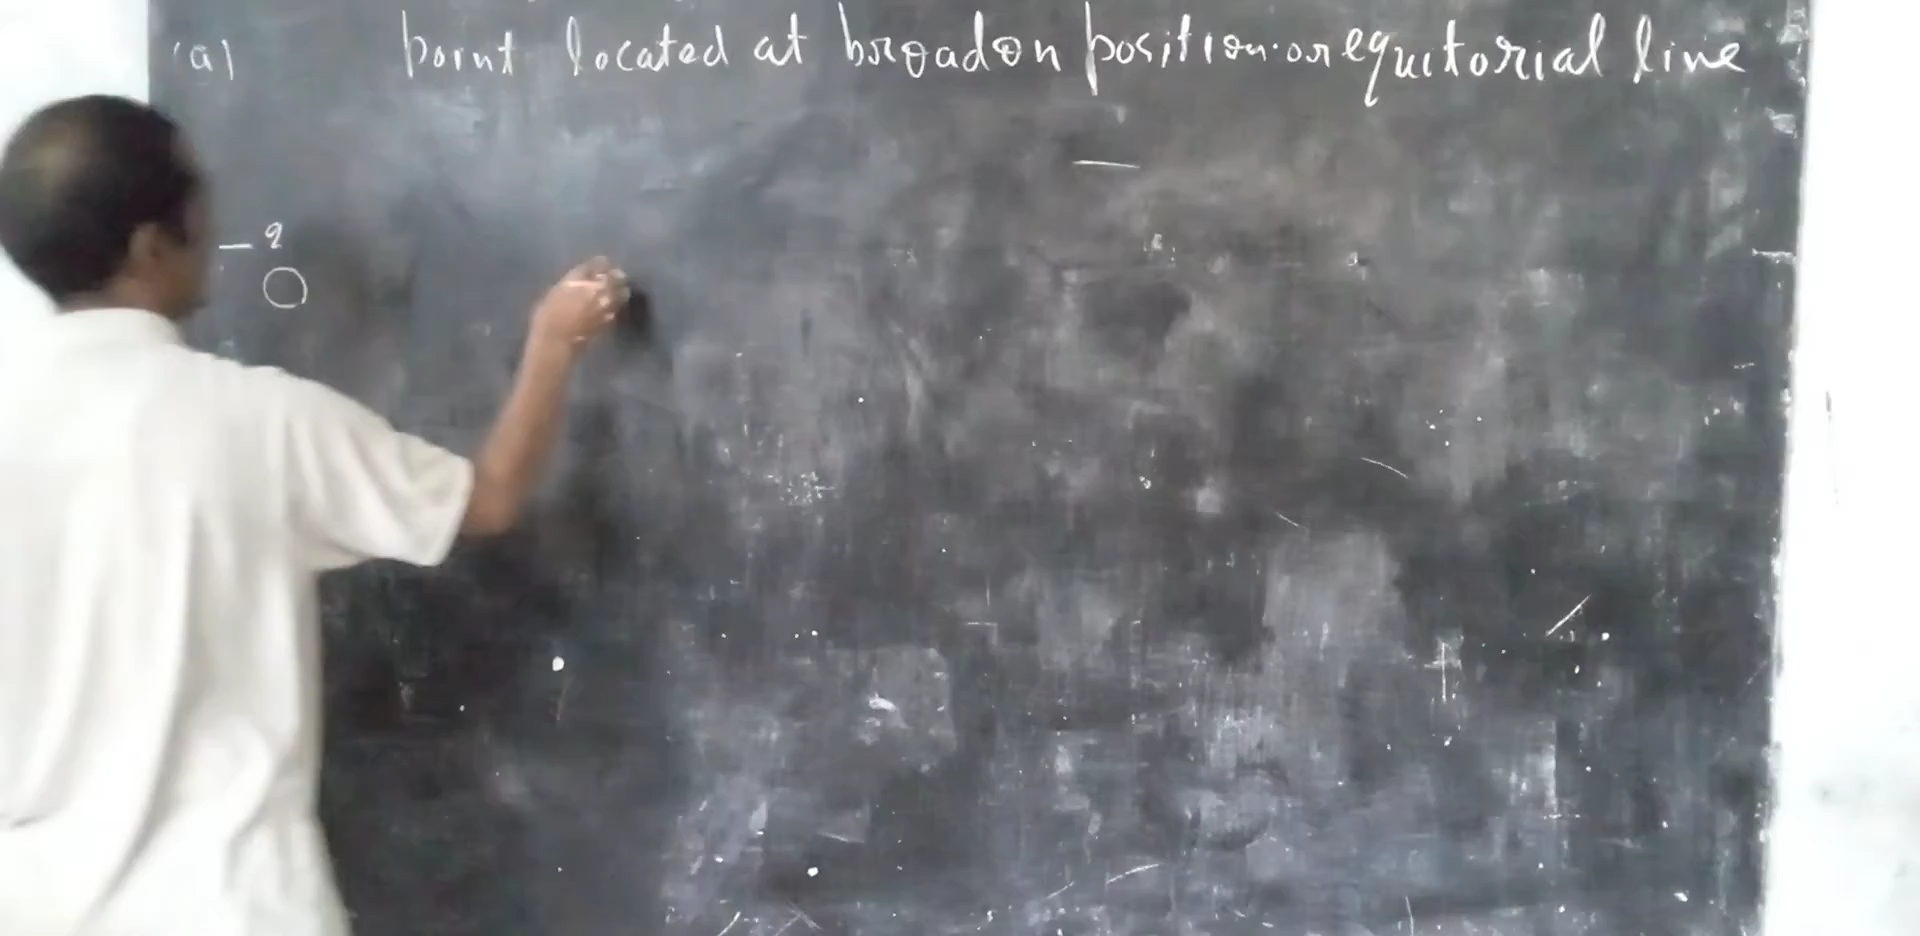 (a) point located at broadon position. or equitorial line
- q